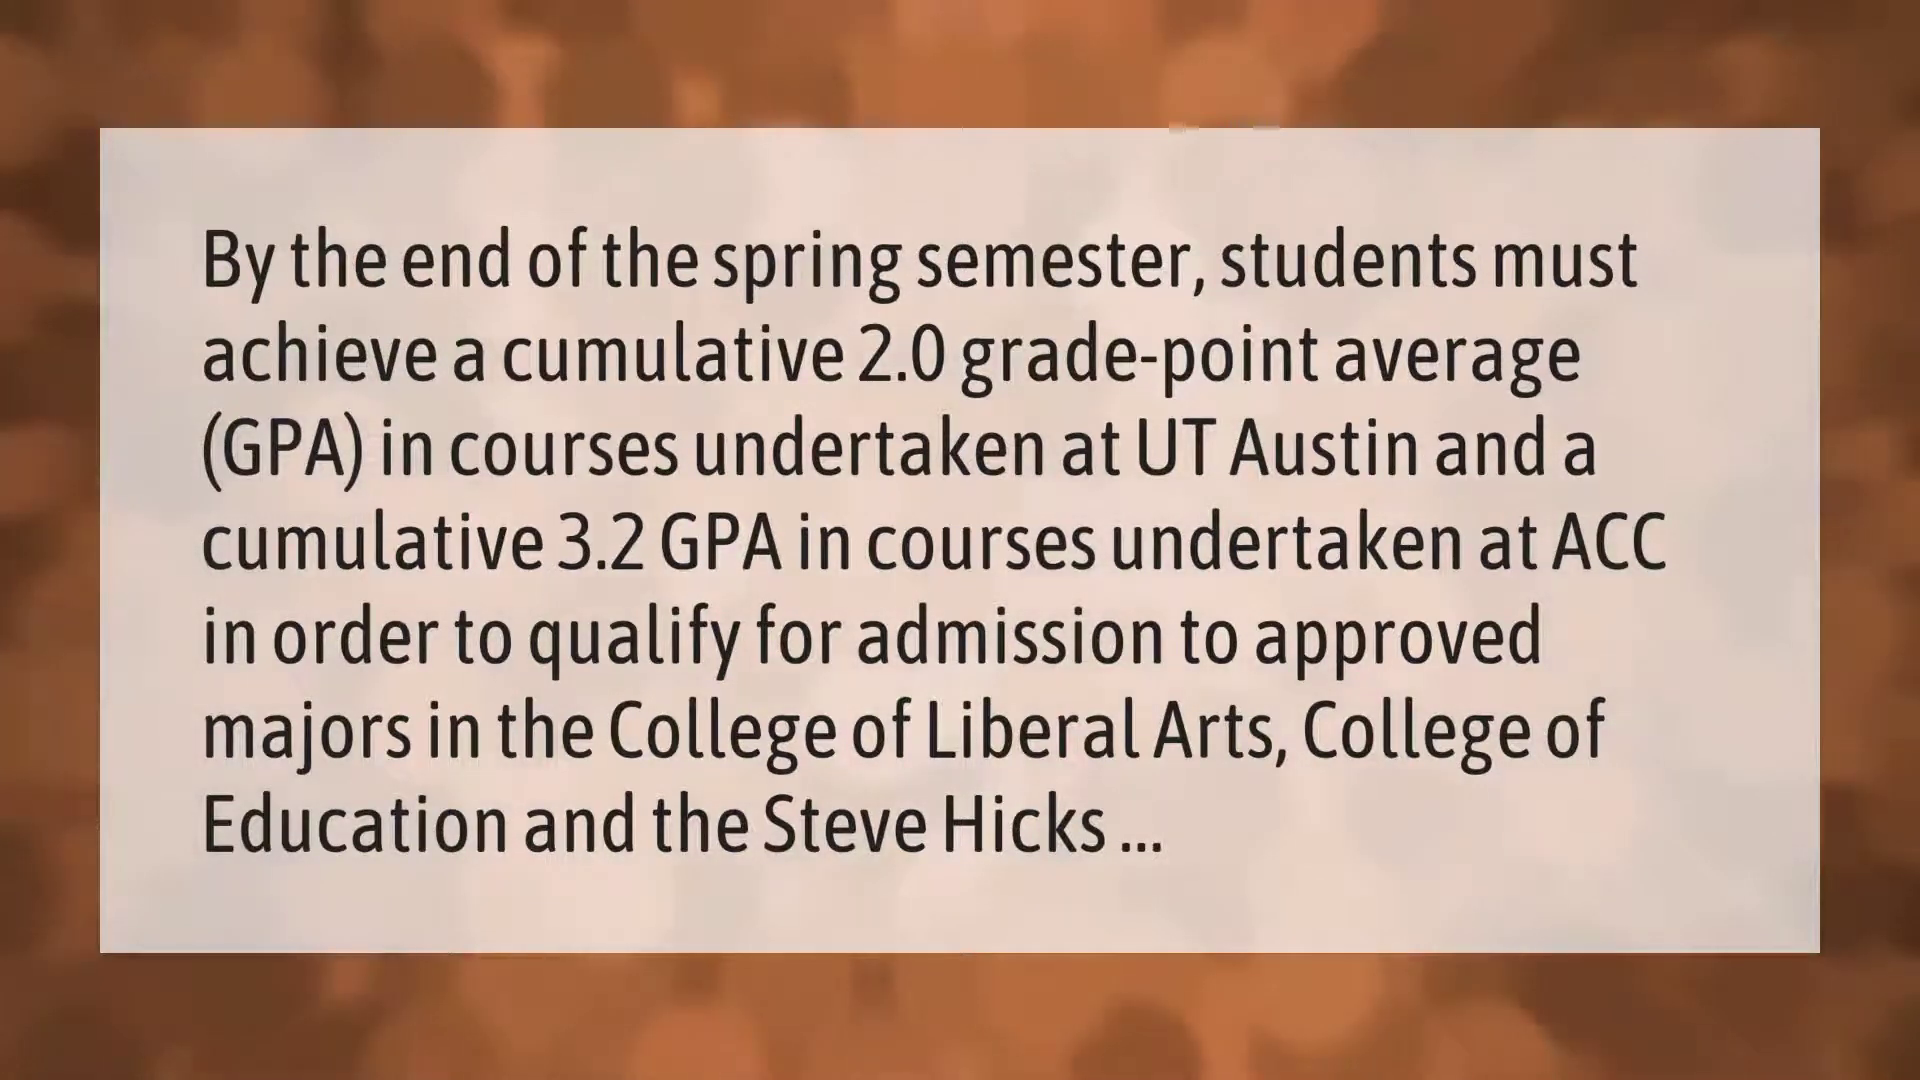 By the end of the spring semester, students must
achieve a cumulative 2.0 grade-point average
(GPA) in courses undertaken at UT Austin and a
cumulative 3.2 GPA in courses undertaken at ACC
in order to qualify for admission to approved
majors in the College of Liberal Arts, College of
Education and the Steve Hicks ...